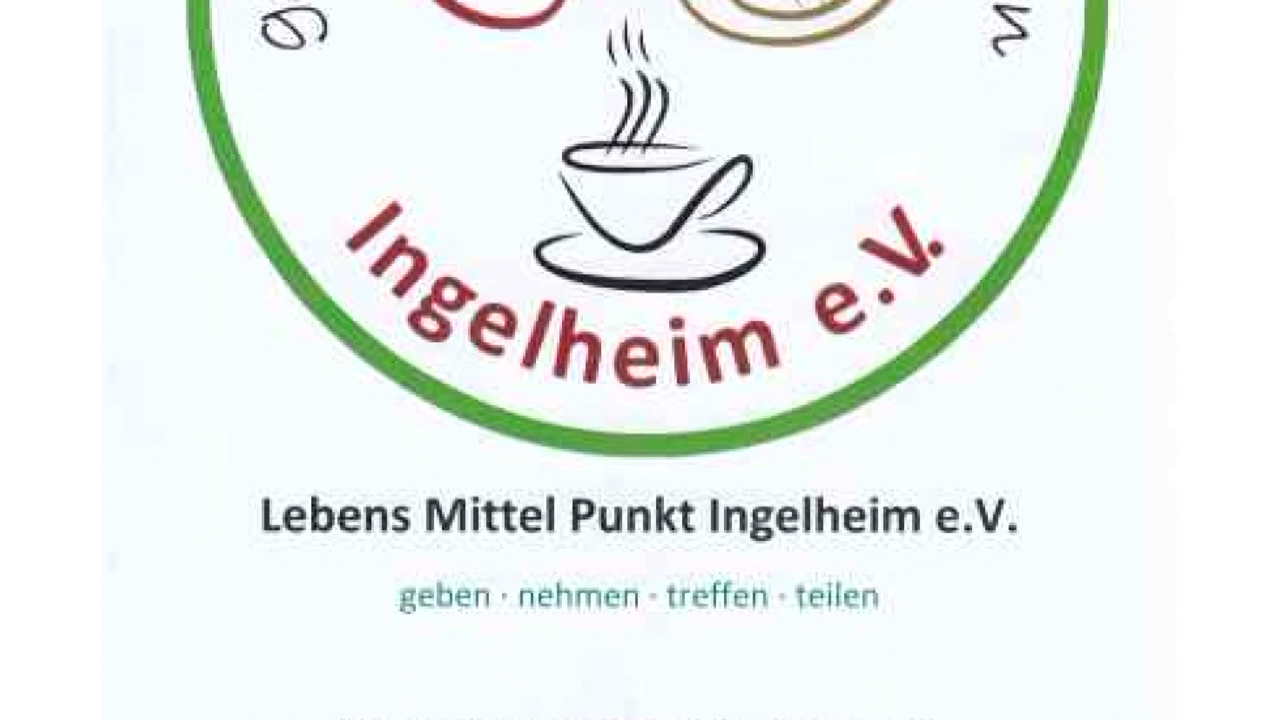 Ingelheim e.V.
Lebens Mittel Punkt Ingelheim e.V.
geben · nehmen · treffen · teilen